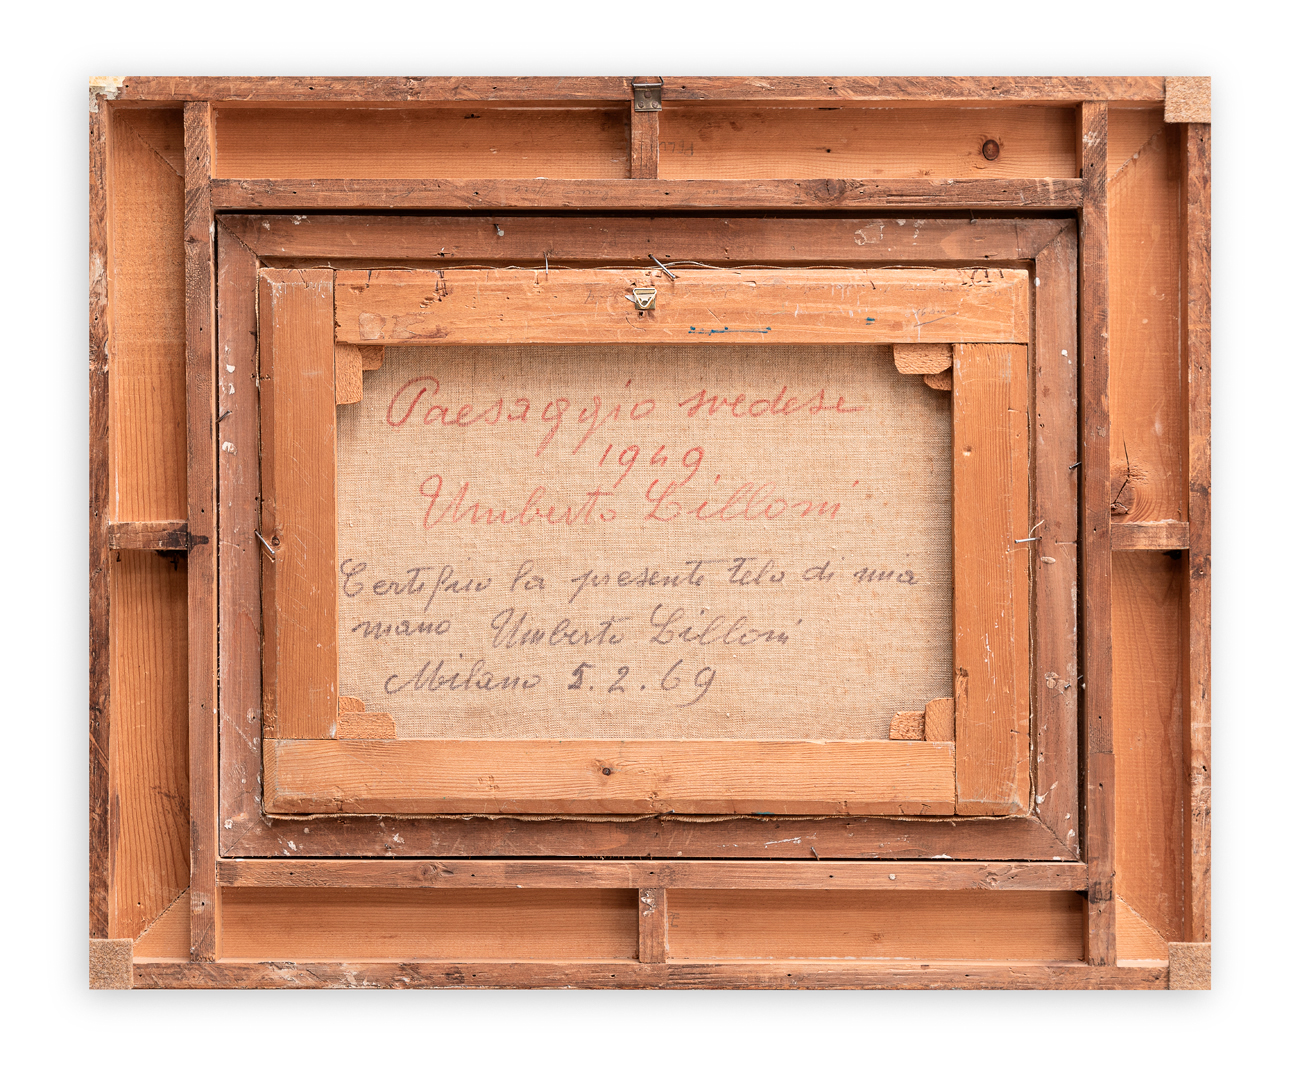 Paesaggio svedese
1949
Umberto Lilloni
Certifico la presente tela di mia
mano Umberto Lilloni
Milano 5.2.69